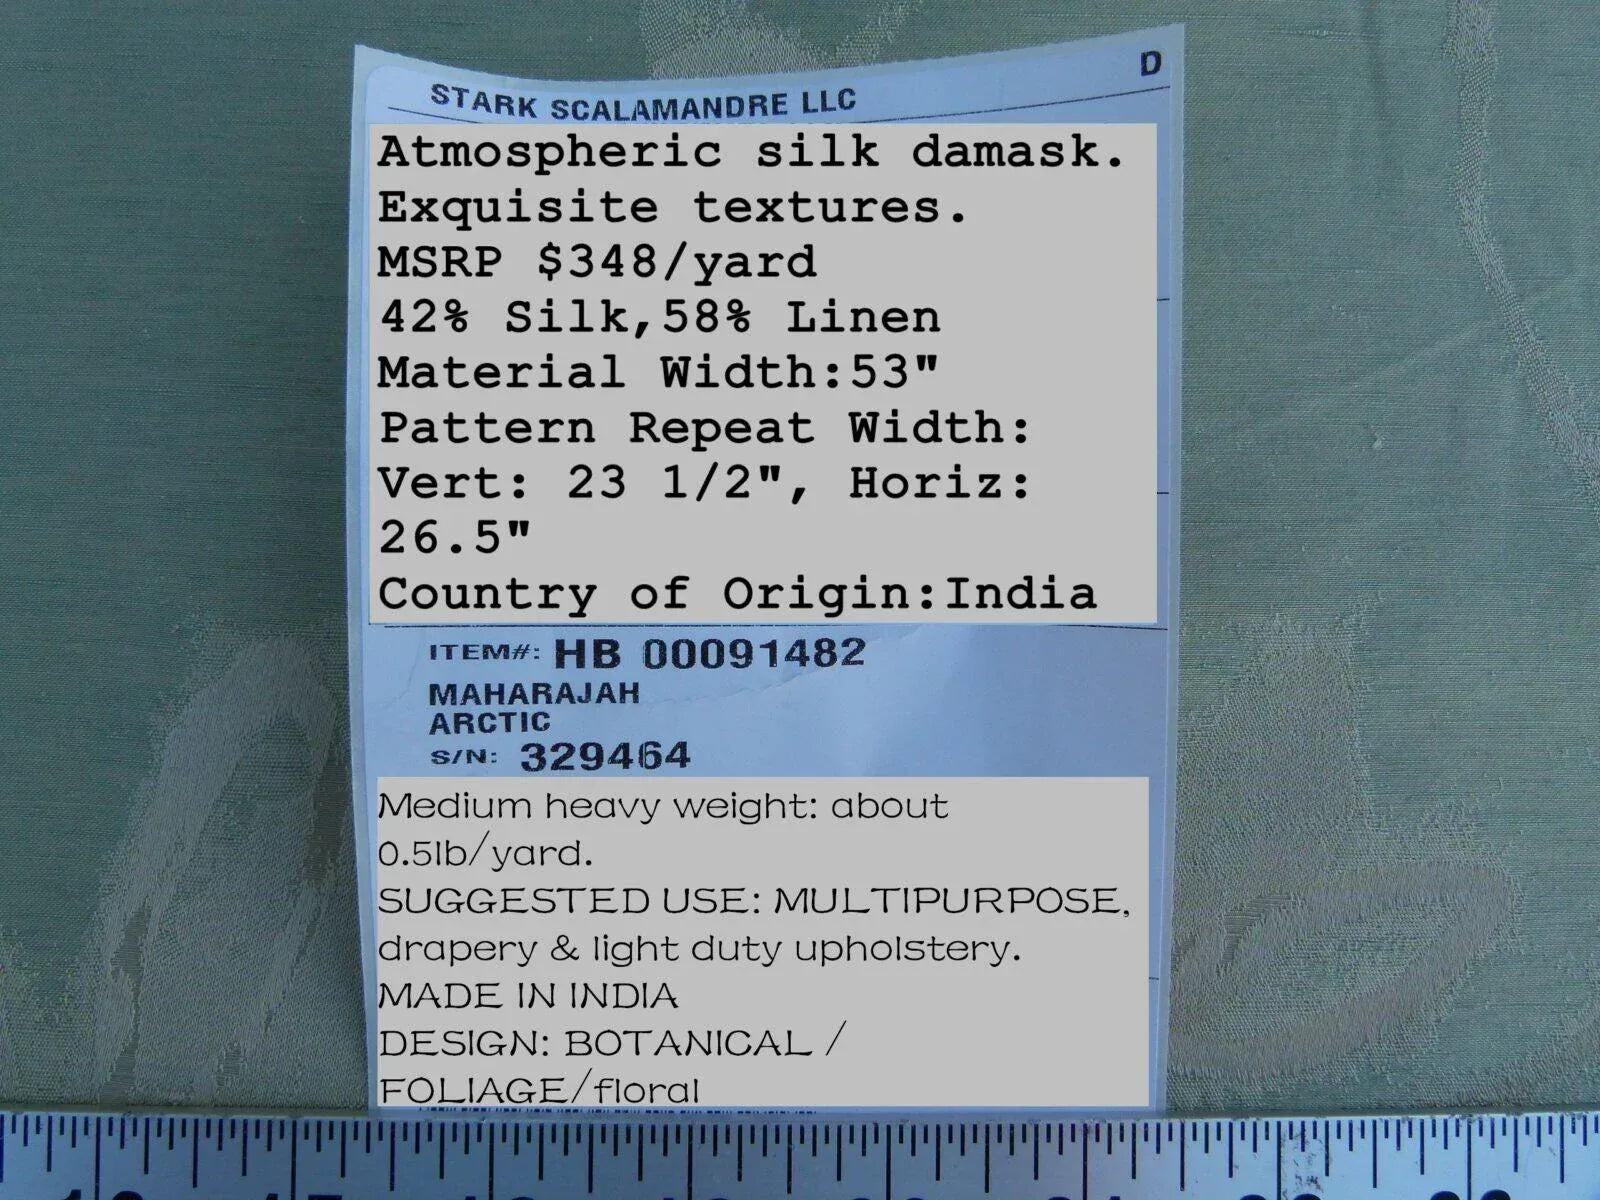 D
STARK SCALAMANDRE LLC
Atmospheric silk damask.
Exquisite textures.
MSRP $348/yard
42% Silk,58% Linen
Material Width:53"
Pattern Repeat Width:
Vert: 23 1/2", Horiz:
26.5"
Country of Origin:India
ITEM#: HB 00091482
MAHARAJAH
ARCTIC
S/N: 329464
Medium heavy weight: about
0.5lb/yard.
SUGGESTED USE: MULTIPURPOSE,
drapery & light duty upholstery.
MADE IN INDIA
DESIGN: BOTANICAL /
FOLIAGE/floral